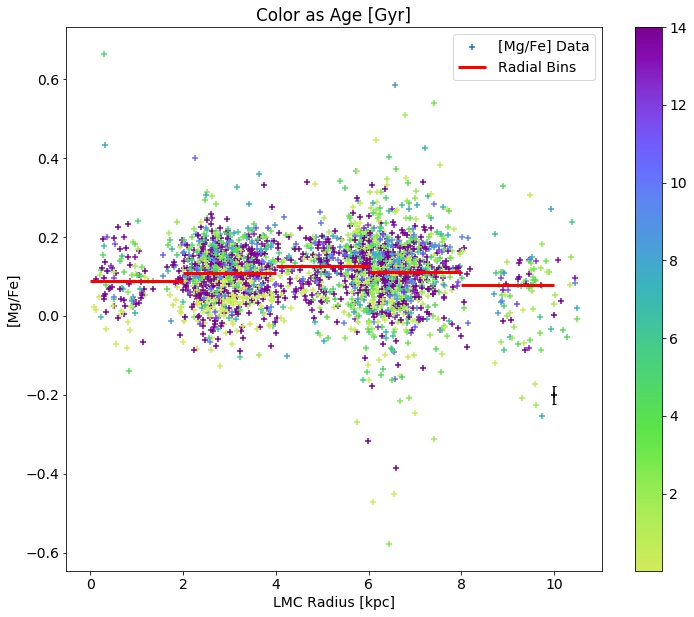 Color as Age [Gyr]
[Mg/Fe] Data
Radial Bins
[Mg/Fe]
0.6
0.4
0.2
0.0
−0.2
−0.4
−0.6
0 2 4 6 8 10
LMC Radius [kpc]
14
12
10
8
6
4
2